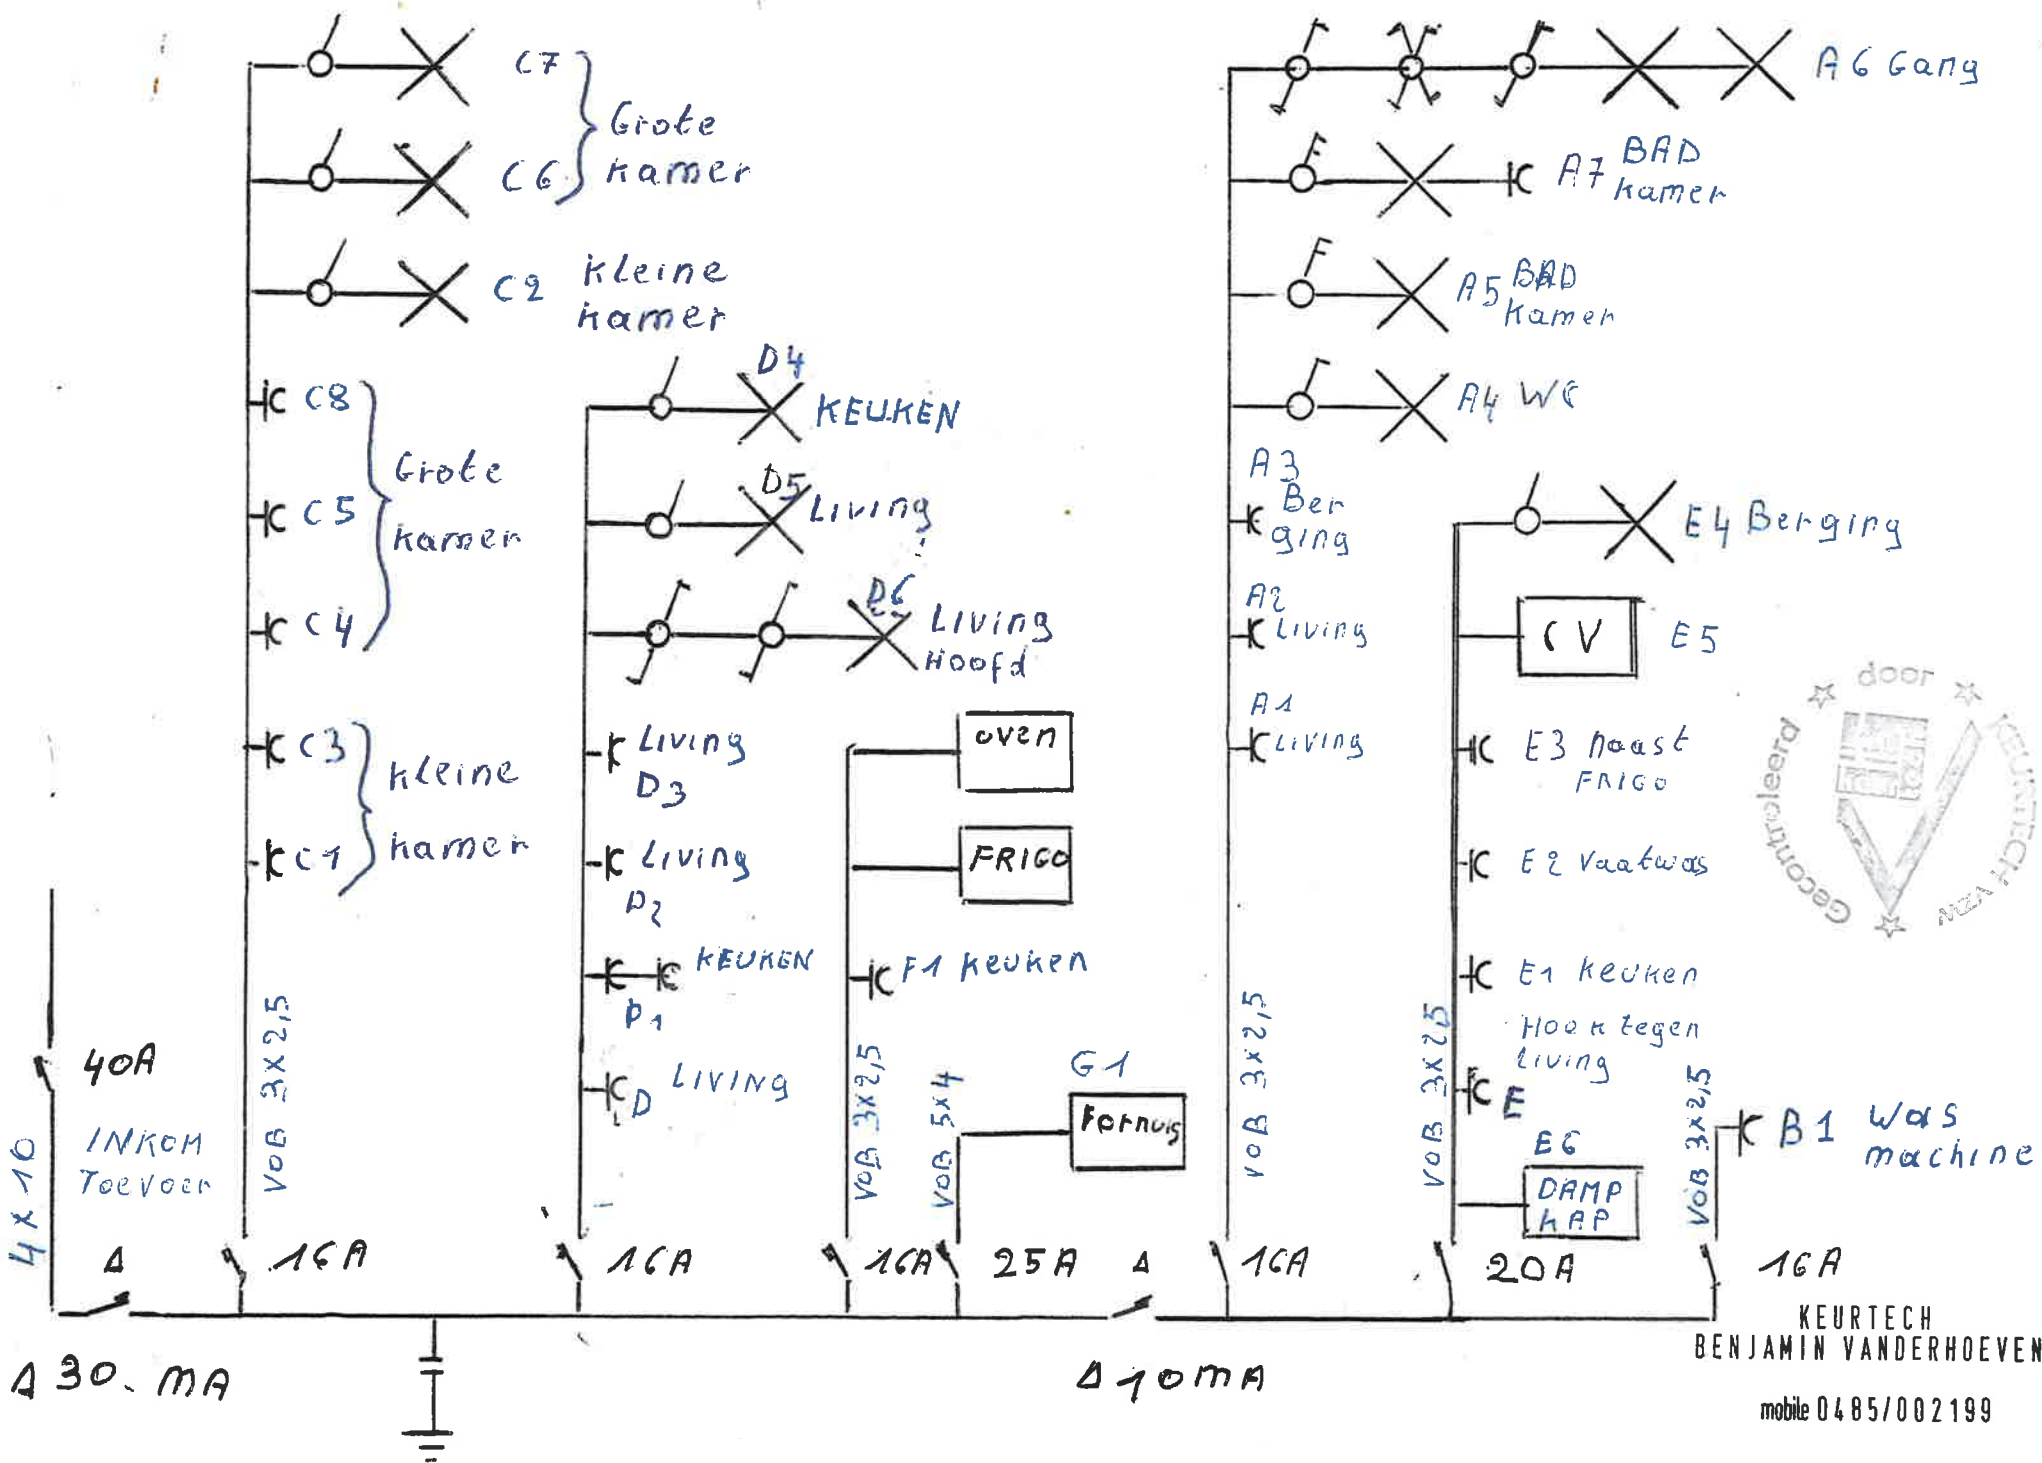 C7
Grote
kamer
C6
C2 kleine
kamer
C8
Grote
C5
kamer
C4
C3
kleine
C1 kamer
VOB 3x2,5
D4
KEUKEN
D5
Living
D6
Living
Hoofd
Living
D3
Living
D2
KEUKEN
D1
D LIVING
oven
FRIGO
F1 keuken
VOB 3x2,5
VOB 5x4
G1
Fornuis
A6 Gang
A7 BAD
kamer
A5 BAD
kamer
A4 WC
A3
Ber
ging
A2
Living
A1
Living
VOB 3x2,5
E4 Berging
CV E5
E3 naast
FRIGO
E2 Vaatwas
E1 keuken
Hoek tegen
Living
E
E6
DAMP
KAP
VOB 3x2,5
VOB 3x2,5
B1 was
machine
40A
INKOM
Toevoer
4x10
Δ 16A 16A 16A 25A Δ 16A 20A 16A
Δ 30. MA
Δ 10mA
Gecontroleerd door KEURTECH VZW
KEURTECH
BENJAMIN VANDERHOEVEN
mobile 0485/002199